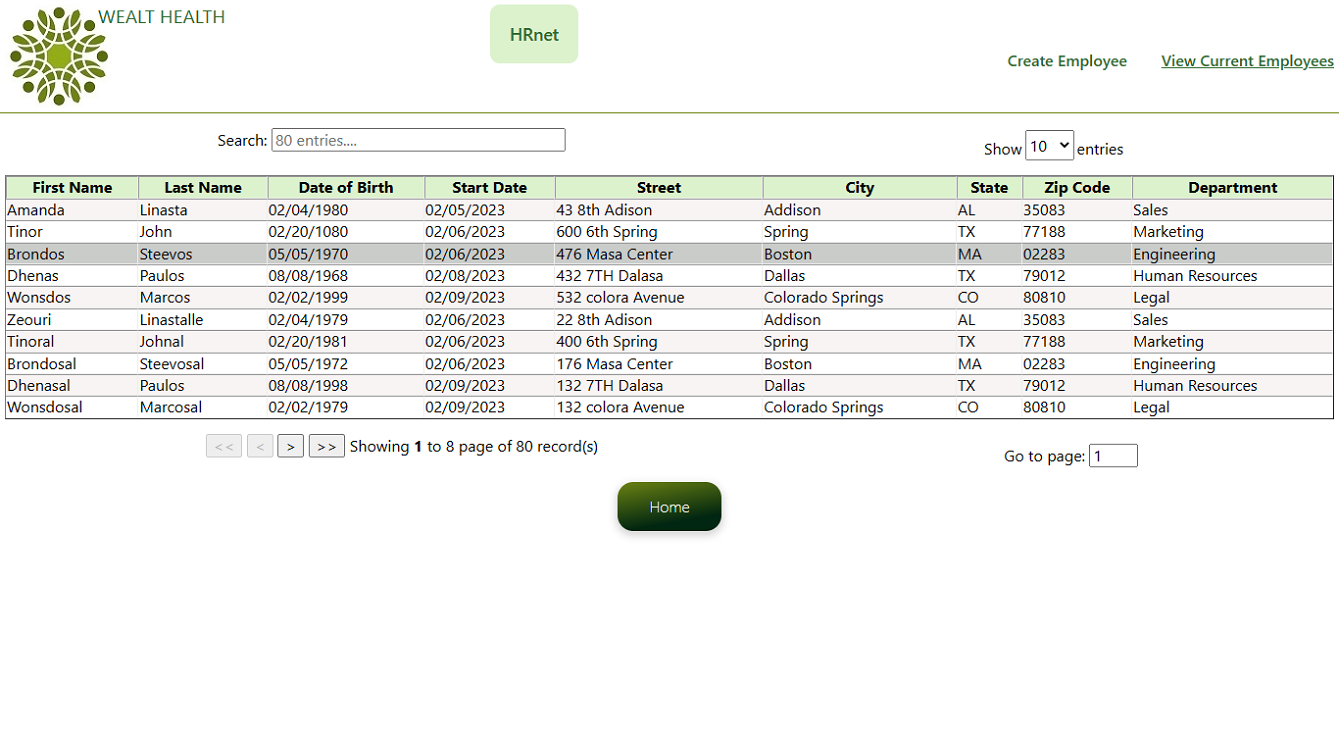 WEALT HEALTH
HRnet
Create Employee View Current Employees
Search: 80 entries....
Show 10 entries
First Name Last Name Date of Birth Start Date Street City State Zip Code Department
Amanda Linasta 02/04/1980 02/05/2023 43 8th Adison Addison AL 35083 Sales
Tinor John 02/20/1080 02/06/2023 600 6th Spring Spring TX 77188 Marketing
Brondos Steevos 05/05/1970 02/06/2023 476 Masa Center Boston MA 02283 Engineering
Dhenas Paulos 08/08/1968 02/08/2023 432 7TH Dalasa Dallas TX 79012 Human Resources
Wonsdos Marcos 02/02/1999 02/09/2023 532 colora Avenue Colorado Springs CO 80810 Legal
Zeouri Linastalle 02/04/1979 02/06/2023 22 8th Adison Addison AL 35083 Sales
Tinoral Johnal 02/20/1981 02/06/2023 400 6th Spring Spring TX 77188 Marketing
Brondosal Steevosal 05/05/1972 02/06/2023 176 Masa Center Boston MA 02283 Engineering
Dhenasal Paulos 08/08/1998 02/09/2023 132 7TH Dalasa Dallas TX 79012 Human Resources
Wonsdosal Marcosal 02/02/1979 02/09/2023 132 colora Avenue Colorado Springs CO 80810 Legal
<< < > >> Showing 1 to 8 page of 80 record(s)
Go to page: 1
Home